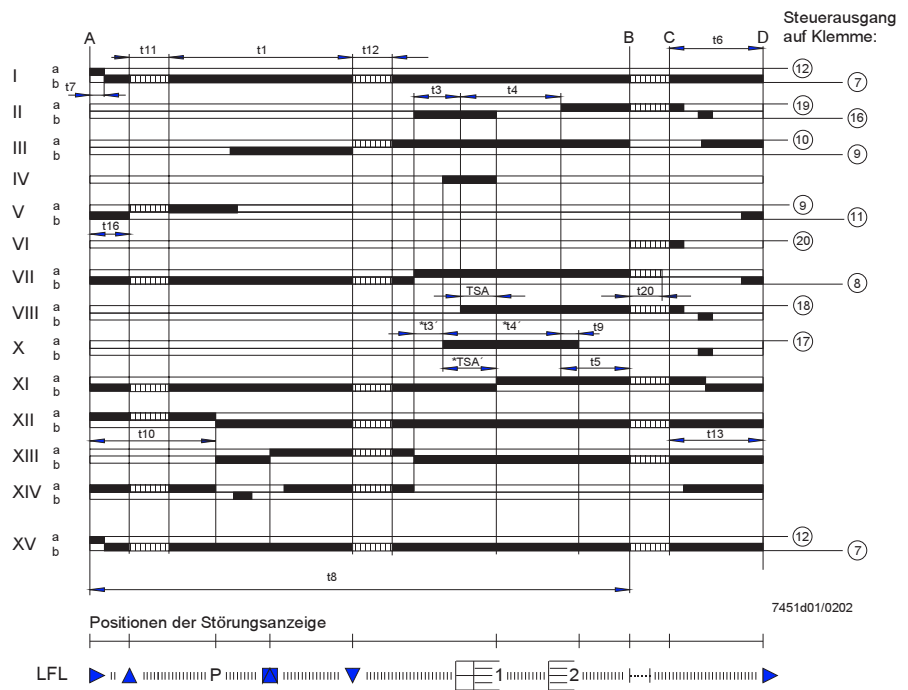 Steuerausgang
auf Klemme:
A t11 t1 t12 B C t6 D
I a b 12 7
t7
t3 t4
II a b 19 16
III a b 10 9
IV
V a b 9 11
t16
VI 20
VII a b 8
TSA t20
VIII a b 18
*t3´ *t4´ t9
X a b 17
*TSA´ t5
XI a b
XII a b
t10 t13
XIII a b
XIV a b
XV a b 12 7
t8
7451d01/0202
Positionen der Störungsanzeige
LFL P 1 2